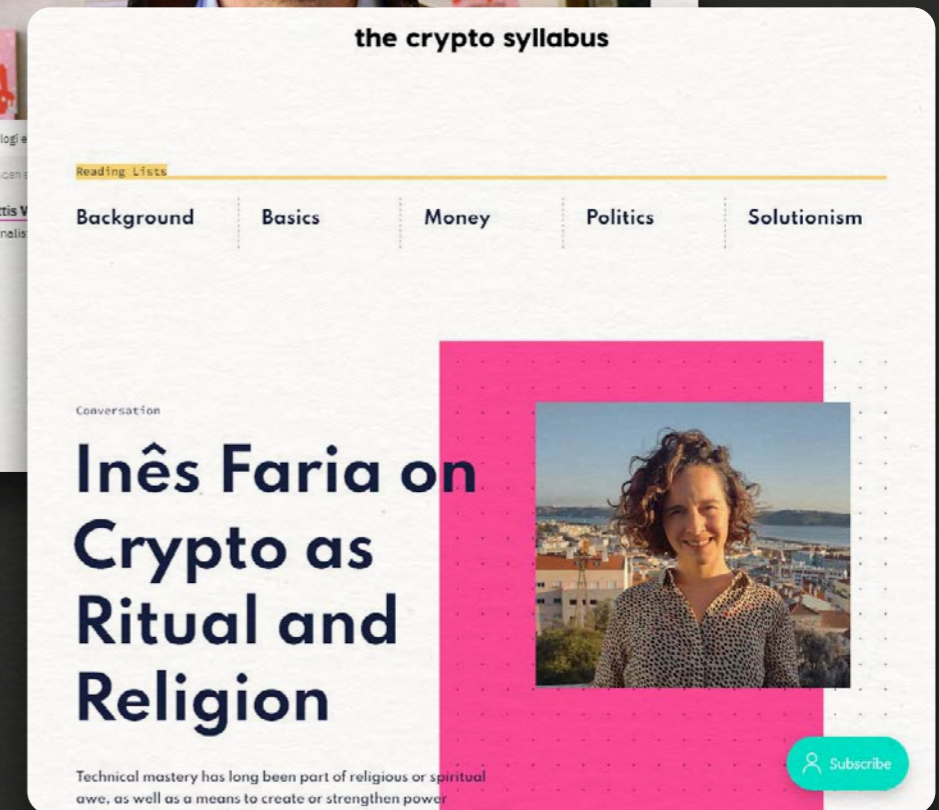 the crypto syllabus
Reading Lists
Background
Basics
Money
Politics
Solutionism
Conversation
Inês Faria on
Crypto as
Ritual and
Religion
Technical mastery has long been part of religious or spiritual
awe, as well as a means to create or strengthen power
Subscribe